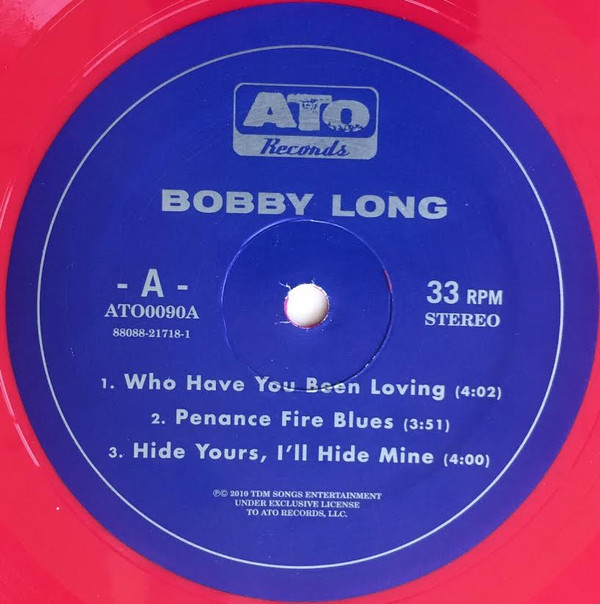 ATO
Records
BOBBY LONG
- A -
ATO0090A
88088-21718-1
33 RPM
STEREO
1. Who Have You Been Loving (4:02)
2. Penance Fire Blues (3:51)
3. Hide Yours, I'll Hide Mine (4:00)
℗© 2010 TDM SONGS ENTERTAINMENT
UNDER EXCLUSIVE LICENSE
TO ATO RECORDS, LLC.